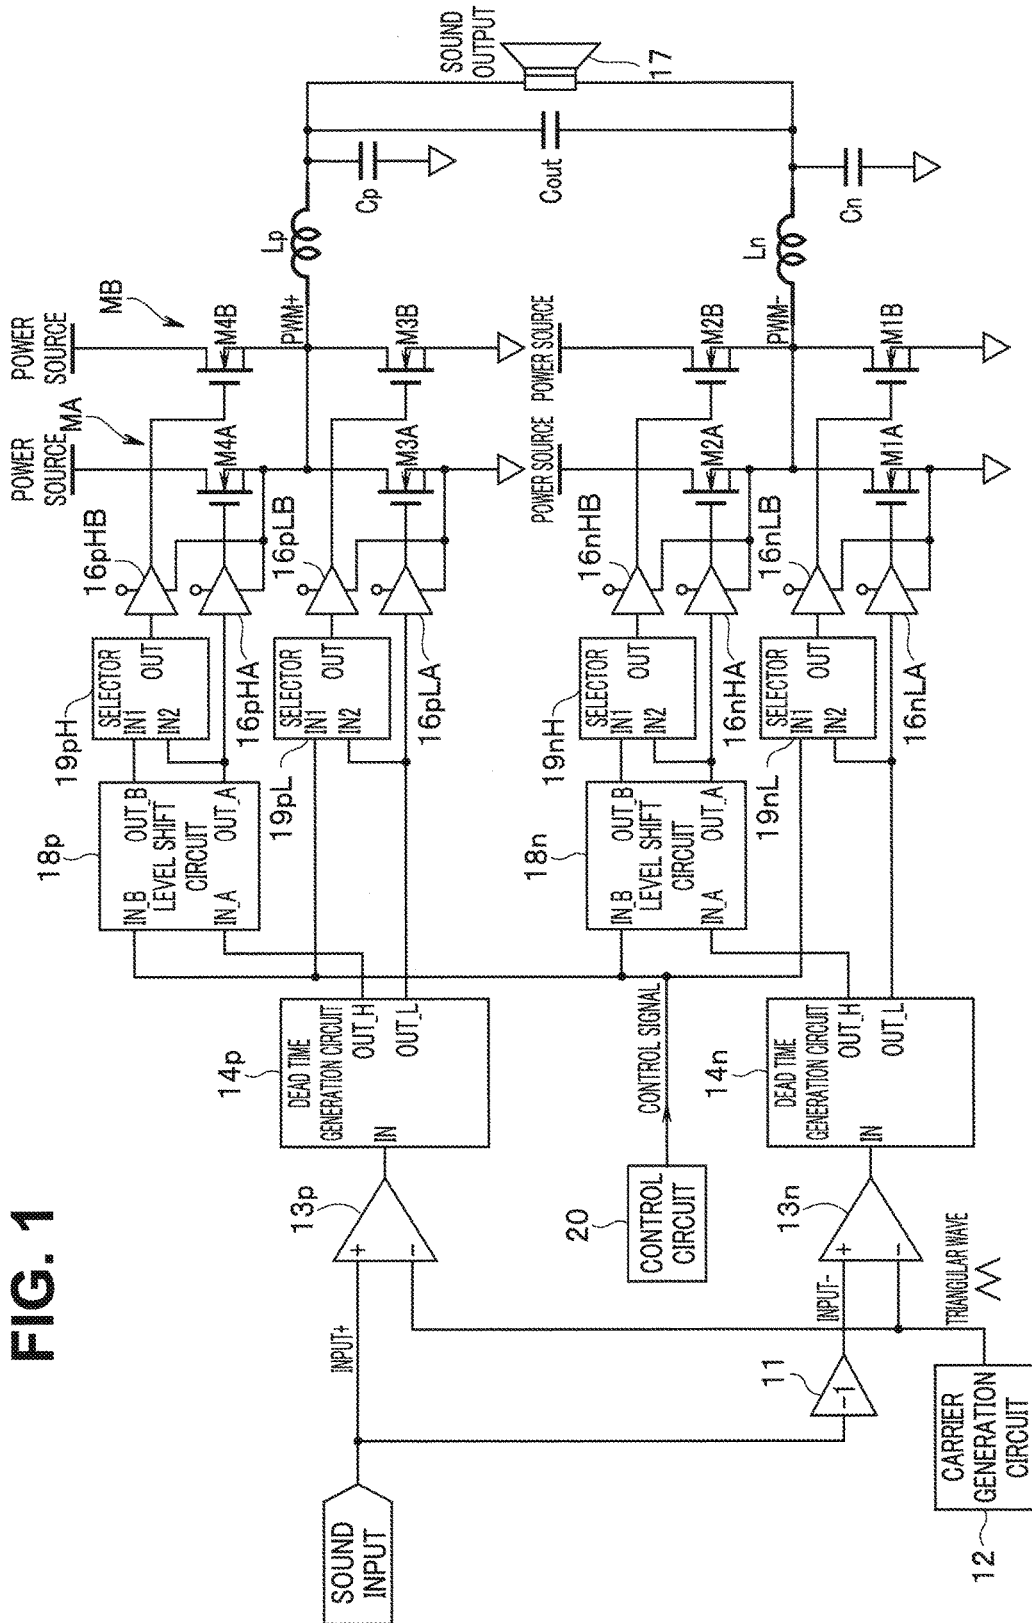 FIG. 1
SOUND
INPUT
INPUT+
11
-1
INPUT-
12
CARRIER
GENERATION
CIRCUIT
TRIANGULAR WAVE
13p
+
-
13n
+
-
20
CONTROL
CIRCUIT
CONTROL SIGNAL
14p
DEAD TIME
GENERATION CIRCUIT
IN
OUT_H
OUT_L
14n
DEAD TIME
GENERATION CIRCUIT
IN
OUT_H
OUT_L
18p
IN_B
OUT_B
LEVEL SHIFT
CIRCUIT
IN_A
OUT_A
18n
IN_B
OUT_B
LEVEL SHIFT
CIRCUIT
IN_A
OUT_A
19pH
SELECTOR
IN1
OUT
IN2
19pL
SELECTOR
IN1
OUT
IN2
19nH
SELECTOR
IN1
OUT
IN2
19nL
SELECTOR
IN1
OUT
IN2
16pHB
16pHA
16pLB
16pLA
16nHB
16nHA
16nLB
16nLA
POWER
SOURCE
MA
POWER
SOURCE
MB
M4A
M4B
PWM+
M3A
M3B
POWER SOURCE
POWER SOURCE
M2A
M2B
PWM-
M1A
M1B
Lp
Cp
Ln
Cn
Cout
SOUND
OUTPUT
17